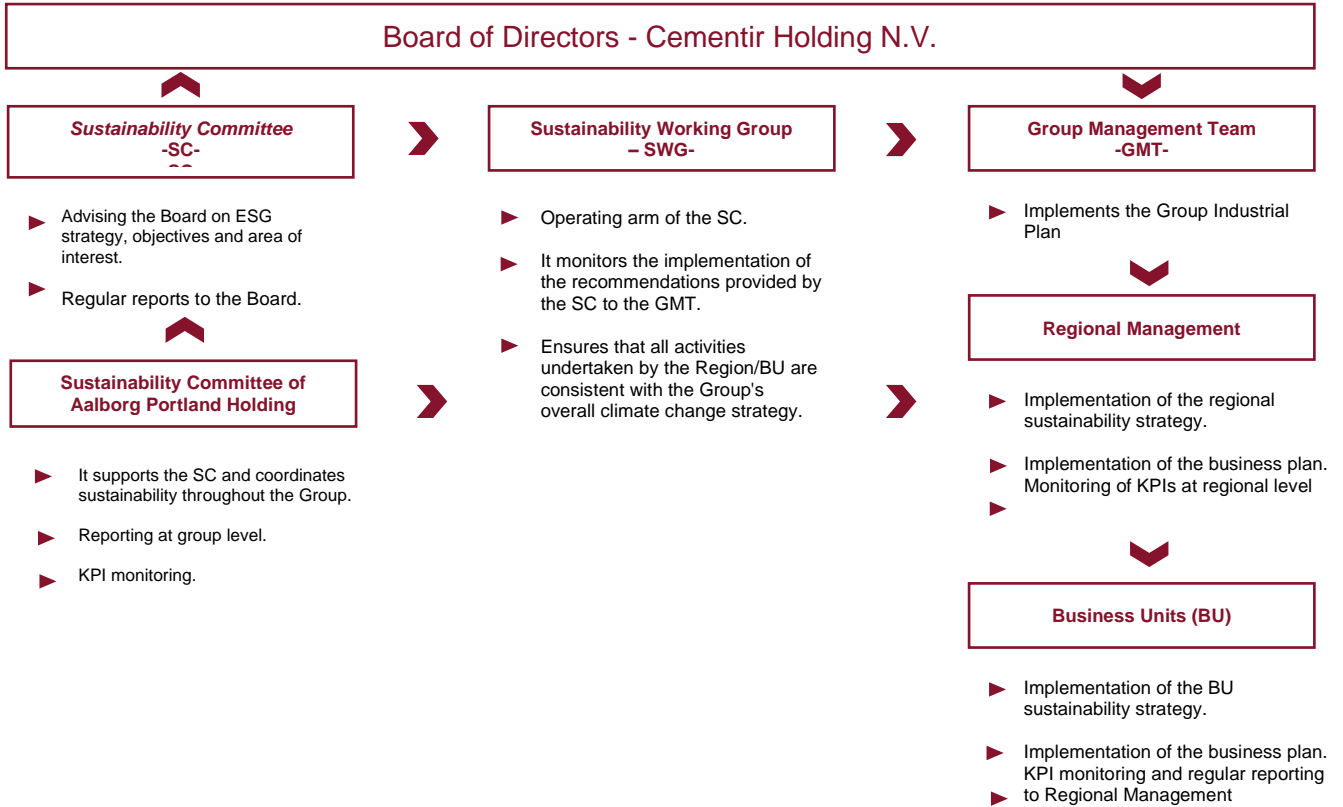 Board of Directors - Cementir Holding N.V.
Sustainability Committee
-SC-
Advising the Board on ESG
strategy, objectives and area of
interest.
Regular reports to the Board.
Sustainability Committee of
Aalborg Portland Holding
It supports the SC and coordinates
sustainability throughout the Group.
Reporting at group level.
KPI monitoring.
Sustainability Working Group
– SWG-
Operating arm of the SC.
It monitors the implementation of
the recommendations provided by
the SC to the GMT.
Ensures that all activities
undertaken by the Region/BU are
consistent with the Group's
overall climate change strategy.
Group Management Team
-GMT-
Implements the Group Industrial
Plan
Regional Management
Implementation of the regional
sustainability strategy.
Implementation of the business plan.
Monitoring of KPIs at regional level
Business Units (BU)
Implementation of the BU
sustainability strategy.
Implementation of the business plan.
KPI monitoring and regular reporting
to Regional Management